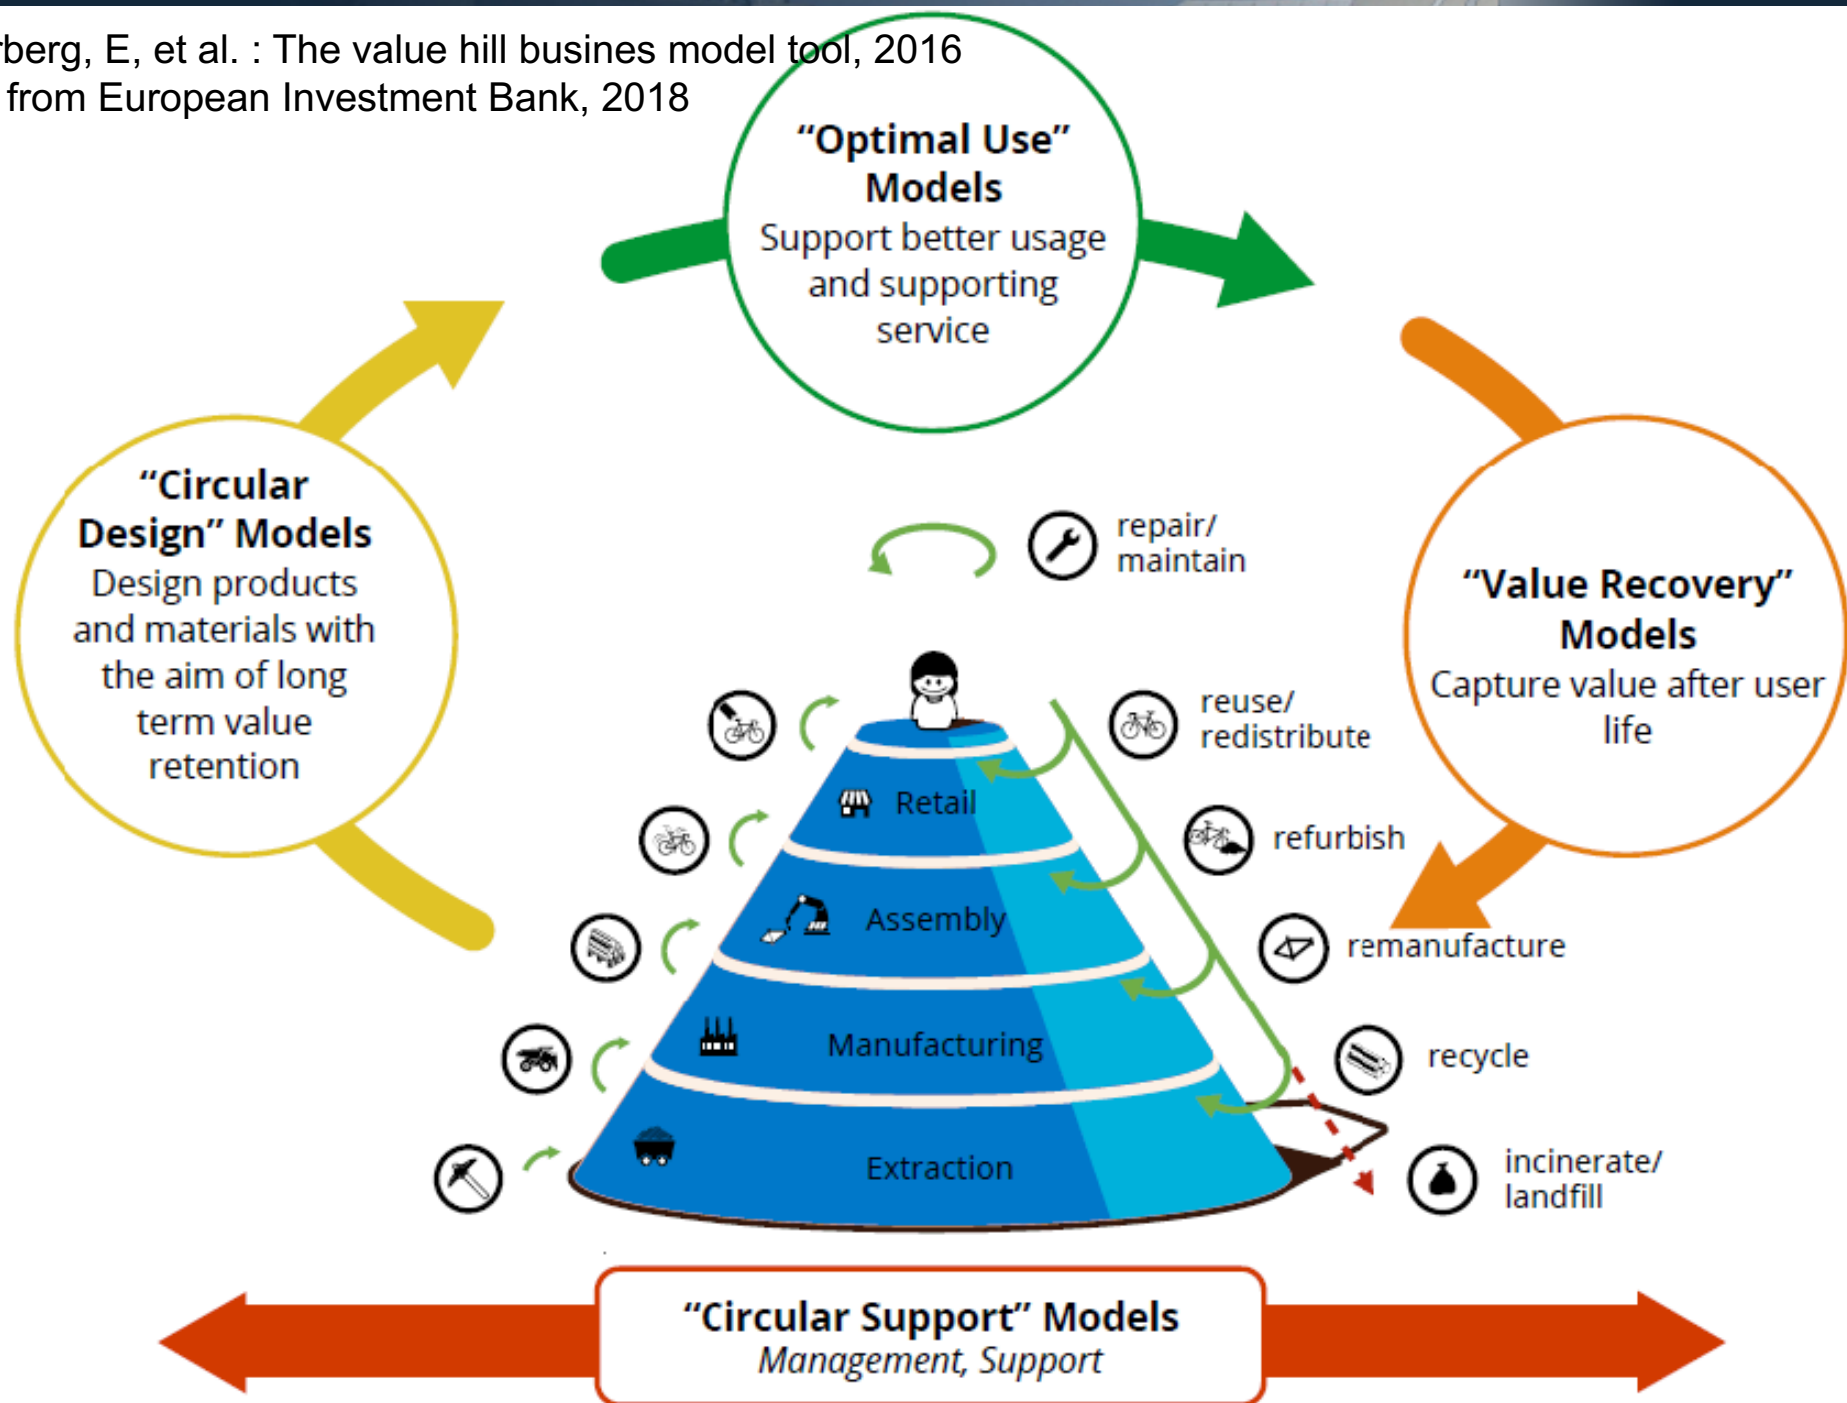 rberg, E, et al. : The value hill busines model tool, 2016
from European Investment Bank, 2018
“Optimal Use”
Models
Support better usage
and supporting
service
“Circular
Design” Models
Design products
and materials with
the aim of long
term value
retention
“Value Recovery”
Models
Capture value after user
life
repair/
maintain
reuse/
redistribute
refurbish
remanufacture
recycle
incinerate/
landfill
Retail
Assembly
Manufacturing
Extraction
“Circular Support” Models
Management, Support